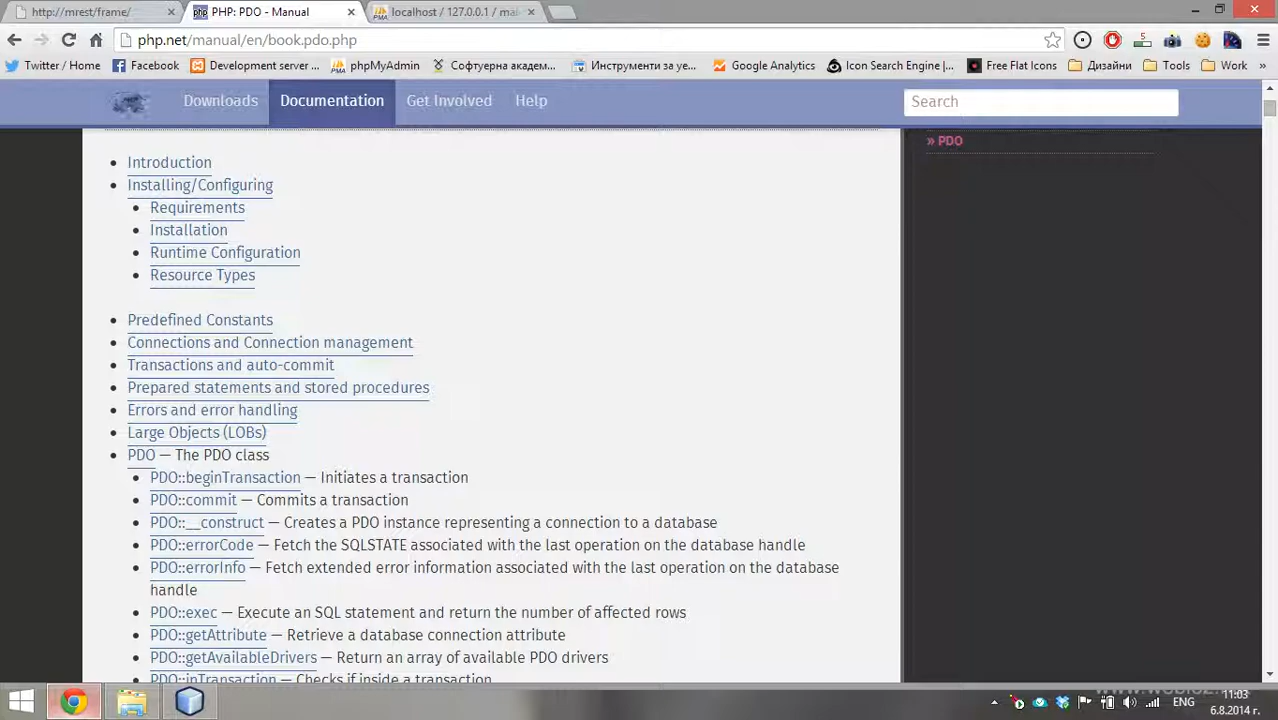 http://mrest/frame/
PHP: PDO - Manual
localhost / 127.0.0.1 /
php.net/manual/en/book.pdo.php
Twitter / Home
Facebook
Development server ...
phpMyAdmin
Софтуерна академ...
Инструменти за уе...
Google Analytics
Icon Search Engine |...
Free Flat Icons
Дизайни
Tools
Work
»
5
Downloads
Documentation
Get Involved
Help
Search
» PDO
• Introduction
• Installing/Configuring
• Requirements
• Installation
• Runtime Configuration
• Resource Types
• Predefined Constants
• Connections and Connection management
• Transactions and auto-commit
• Prepared statements and stored procedures
• Errors and error handling
• Large Objects (LOBs)
• PDO — The PDO class
• PDO::beginTransaction — Initiates a transaction
• PDO::commit — Commits a transaction
• PDO::__construct — Creates a PDO instance representing a connection to a database
• PDO::errorCode — Fetch the SQLSTATE associated with the last operation on the database handle
• PDO::errorInfo — Fetch extended error information associated with the last operation on the database
handle
• PDO::exec — Execute an SQL statement and return the number of affected rows
• PDO::getAttribute — Retrieve a database connection attribute
• PDO::getAvailableDrivers — Return an array of available PDO drivers
• PDO::inTransaction — Checks if inside a transaction
ENG
11:03
6.8.2014 г.